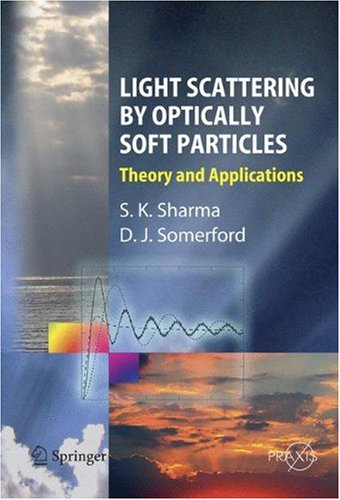 LIGHT SCATTERING
BY OPTICALLY
SOFT PARTICLES
Theory and Applications
S. K. Sharma
D. J. Somerford
Springer
PRAXIS